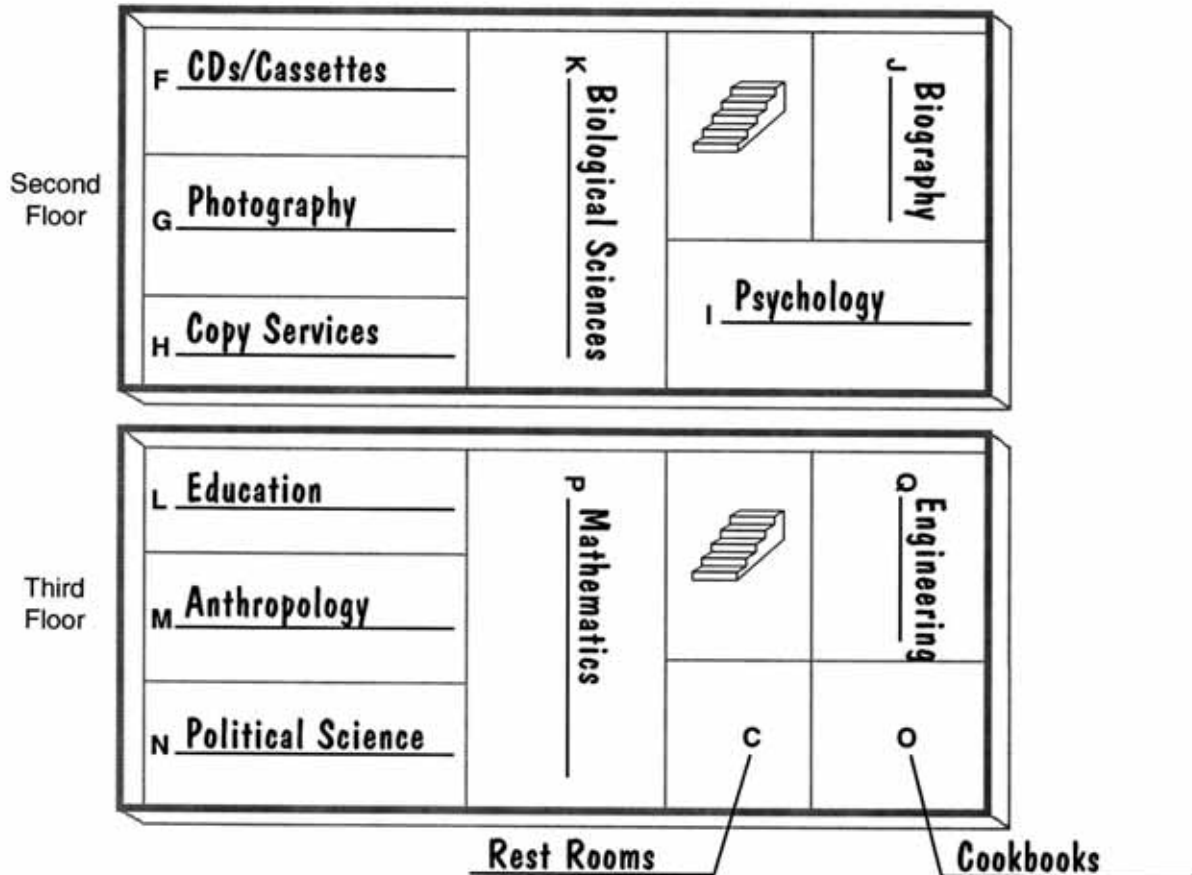 F CDs/Cassettes
K Biological Sciences
J Biography
Second
Floor
G Photography
I Psychology
H Copy Services
L Education
P Mathematics
Q Engineering
Third
Floor
M Anthropology
N Political Science
C
O
Rest Rooms
Cookbooks